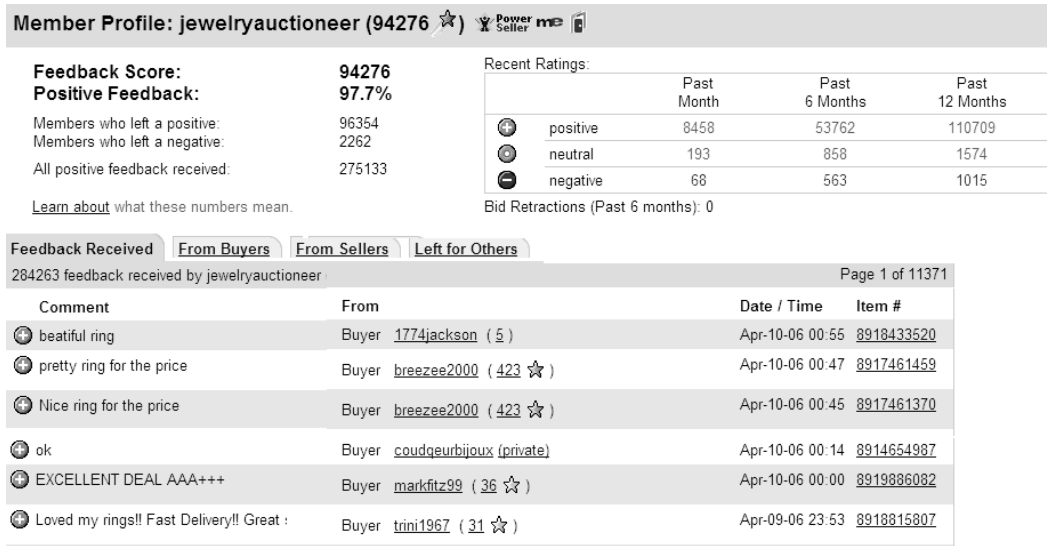 Member Profile: jewelryauctioneer (94276 ) Power Seller me
Feedback Score: 94276
Positive Feedback: 97.7%
Members who left a positive: 96354
Members who left a negative: 2262
All positive feedback received: 275133
Learn about what these numbers mean.
Recent Ratings:
Past Month Past 6 Months Past 12 Months
positive 8458 53762 110709
neutral 193 858 1574
negative 68 563 1015
Bid Retractions (Past 6 months): 0
Feedback Received From Buyers From Sellers Left for Others
284263 feedback received by jewelryauctioneer Page 1 of 11371
Comment From Date / Time Item #
beatiful ring Buyer 1774jackson ( 5 ) Apr-10-06 00:55 8918433520
pretty ring for the price Buyer breezee2000 ( 423 ) Apr-10-06 00:47 8917461459
Nice ring for the price Buyer breezee2000 ( 423 ) Apr-10-06 00:45 8917461370
ok Buyer coudqeurbijoux (private) Apr-10-06 00:14 8914654987
EXCELLENT DEAL AAA+++ Buyer markfitz99 ( 36 ) Apr-10-06 00:00 8919886082
Loved my rings!! Fast Delivery!! Great Buyer trini1967 ( 31 ) Apr-09-06 23:53 8918815807